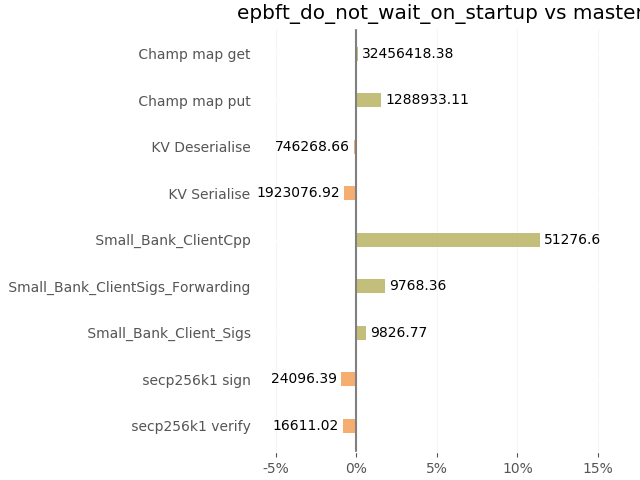 epbft_do_not_wait_on_startup vs master
Champ map get 32456418.38
Champ map put 1288933.11
KV Deserialise 746268.66
KV Serialise 1923076.92
Small_Bank_ClientCpp 51276.6
Small_Bank_ClientSigs_Forwarding 9768.36
Small_Bank_Client_Sigs 9826.77
secp256k1 sign 24096.39
secp256k1 verify 16611.02
-5% 0% 5% 10% 15%